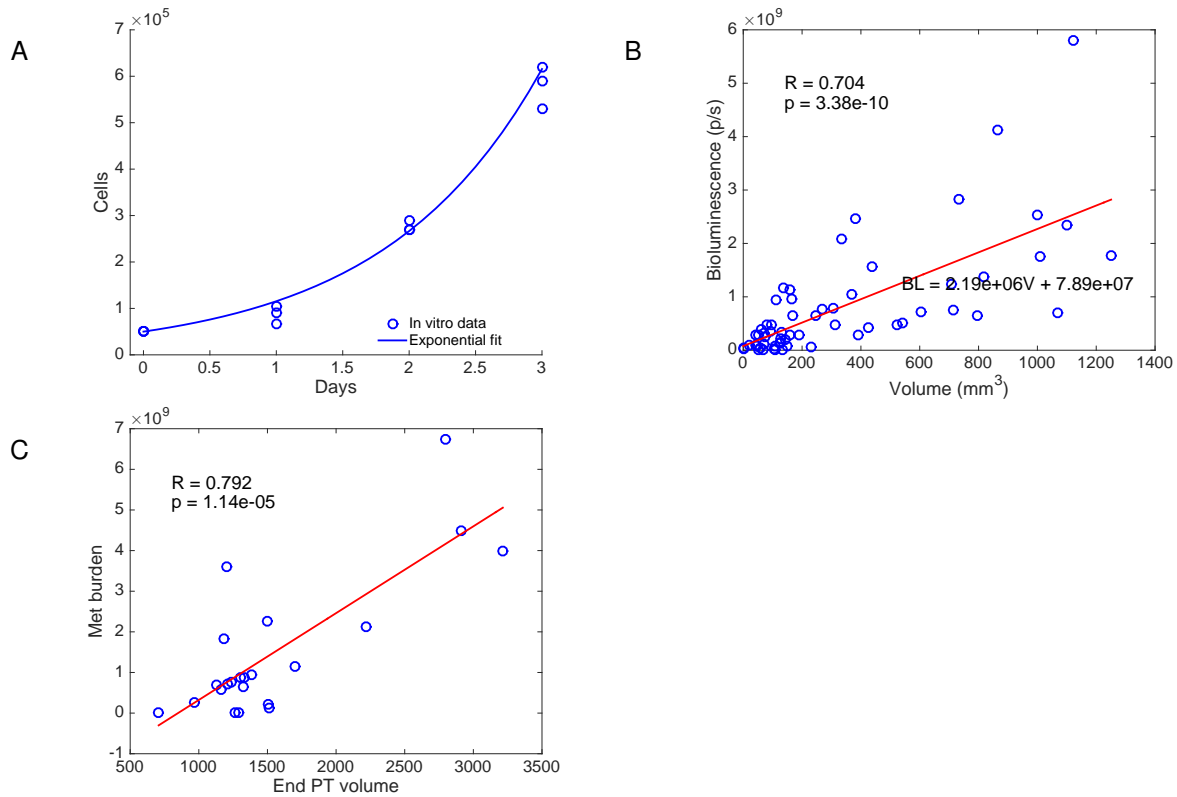 A
×10^5
7
6
5
4
3
2
1
0
Cells
0 0.5 1 1.5 2 2.5 3
Days
In vitro data
Exponential fit
B
×10^9
6
5
4
3
2
1
0
Bioluminescence (p/s)
R = 0.704
p = 3.38e-10
BL = 2.19e+06V + 7.89e+07
0 200 400 600 800 1000 1200 1400
Volume (mm^3)
C
×10^9
7
6
5
4
3
2
1
0
-1
Met burden
R = 0.792
p = 1.14e-05
500 1000 1500 2000 2500 3000 3500
End PT volume